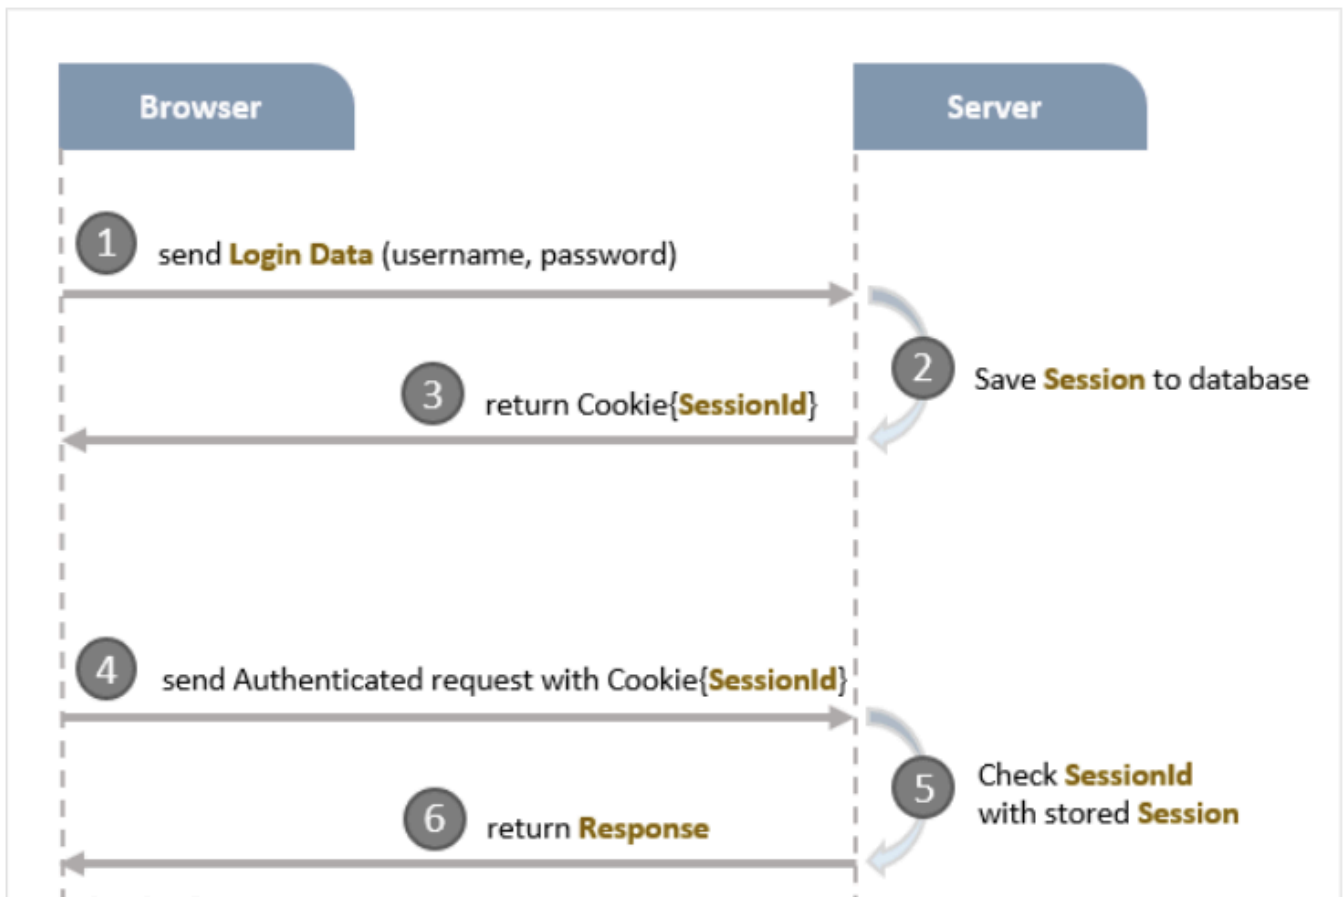 Browser
Server
1
send Login Data (username, password)
2
Save Session to database
3
return Cookie{SessionId}
4
send Authenticated request with Cookie{SessionId}
5
Check SessionId
with stored Session
6
return Response